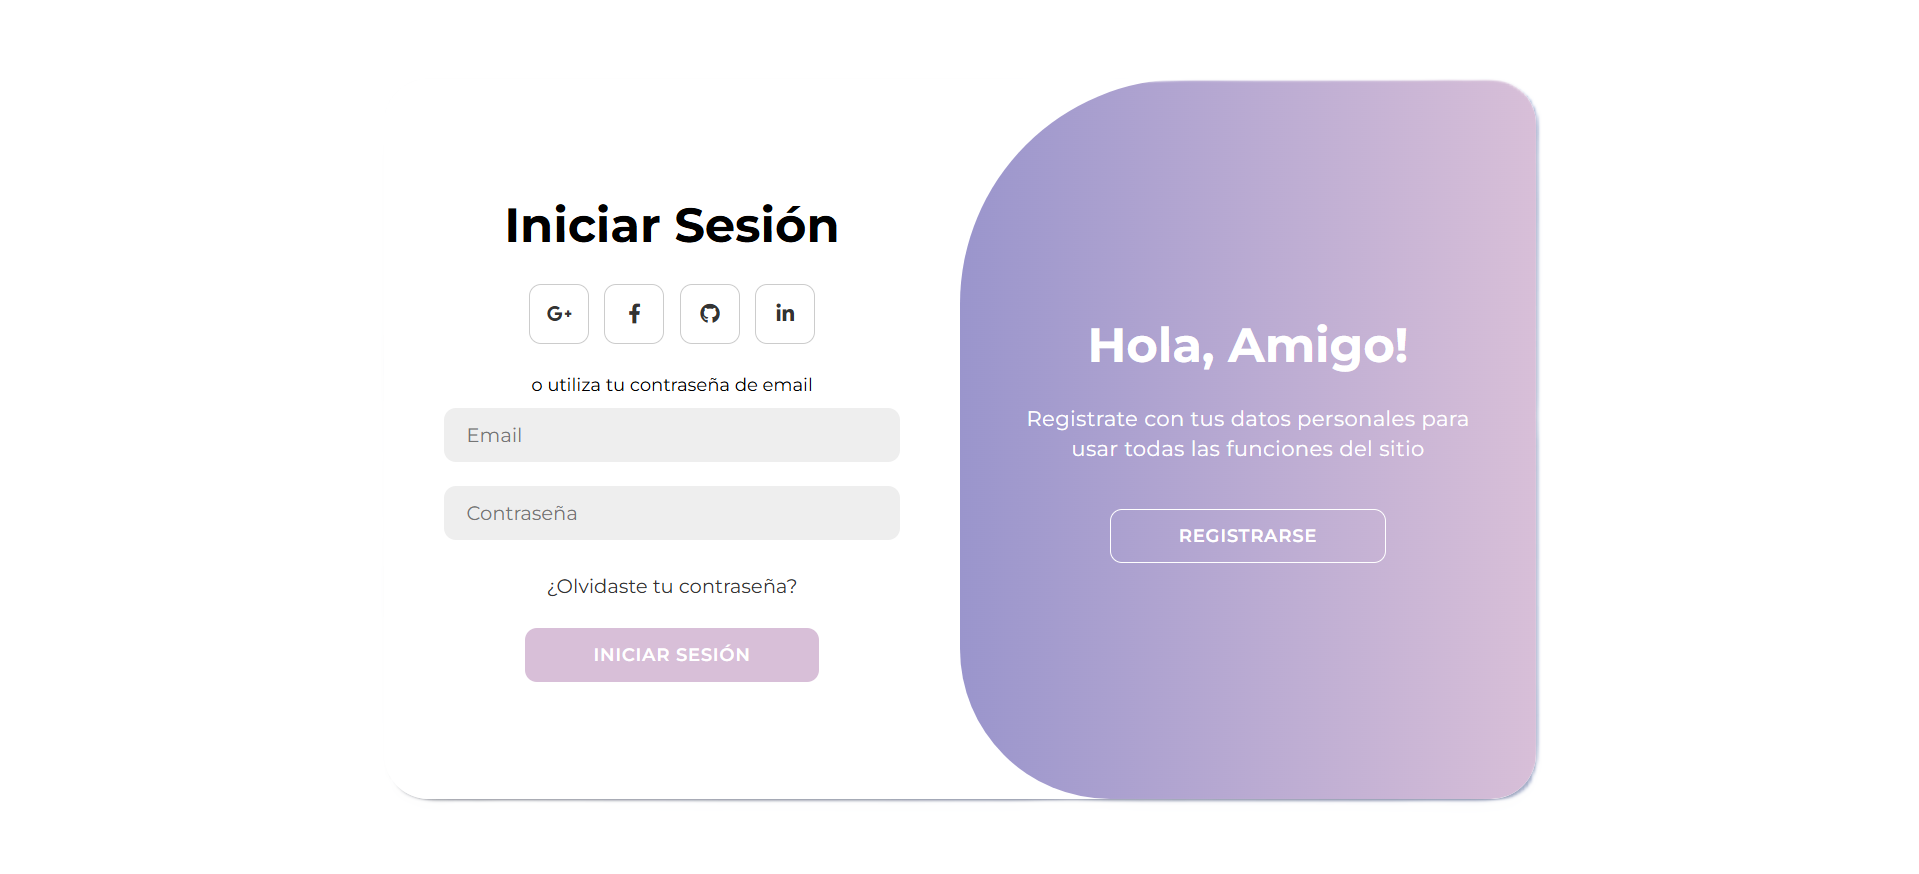 Iniciar Sesión
G+ f in
o utiliza tu contraseña de email
Email
Contraseña
¿Olvidaste tu contraseña?
INICIAR SESIÓN
Hola, Amigo!
Registrate con tus datos personales para
usar todas las funciones del sitio
REGISTRARSE